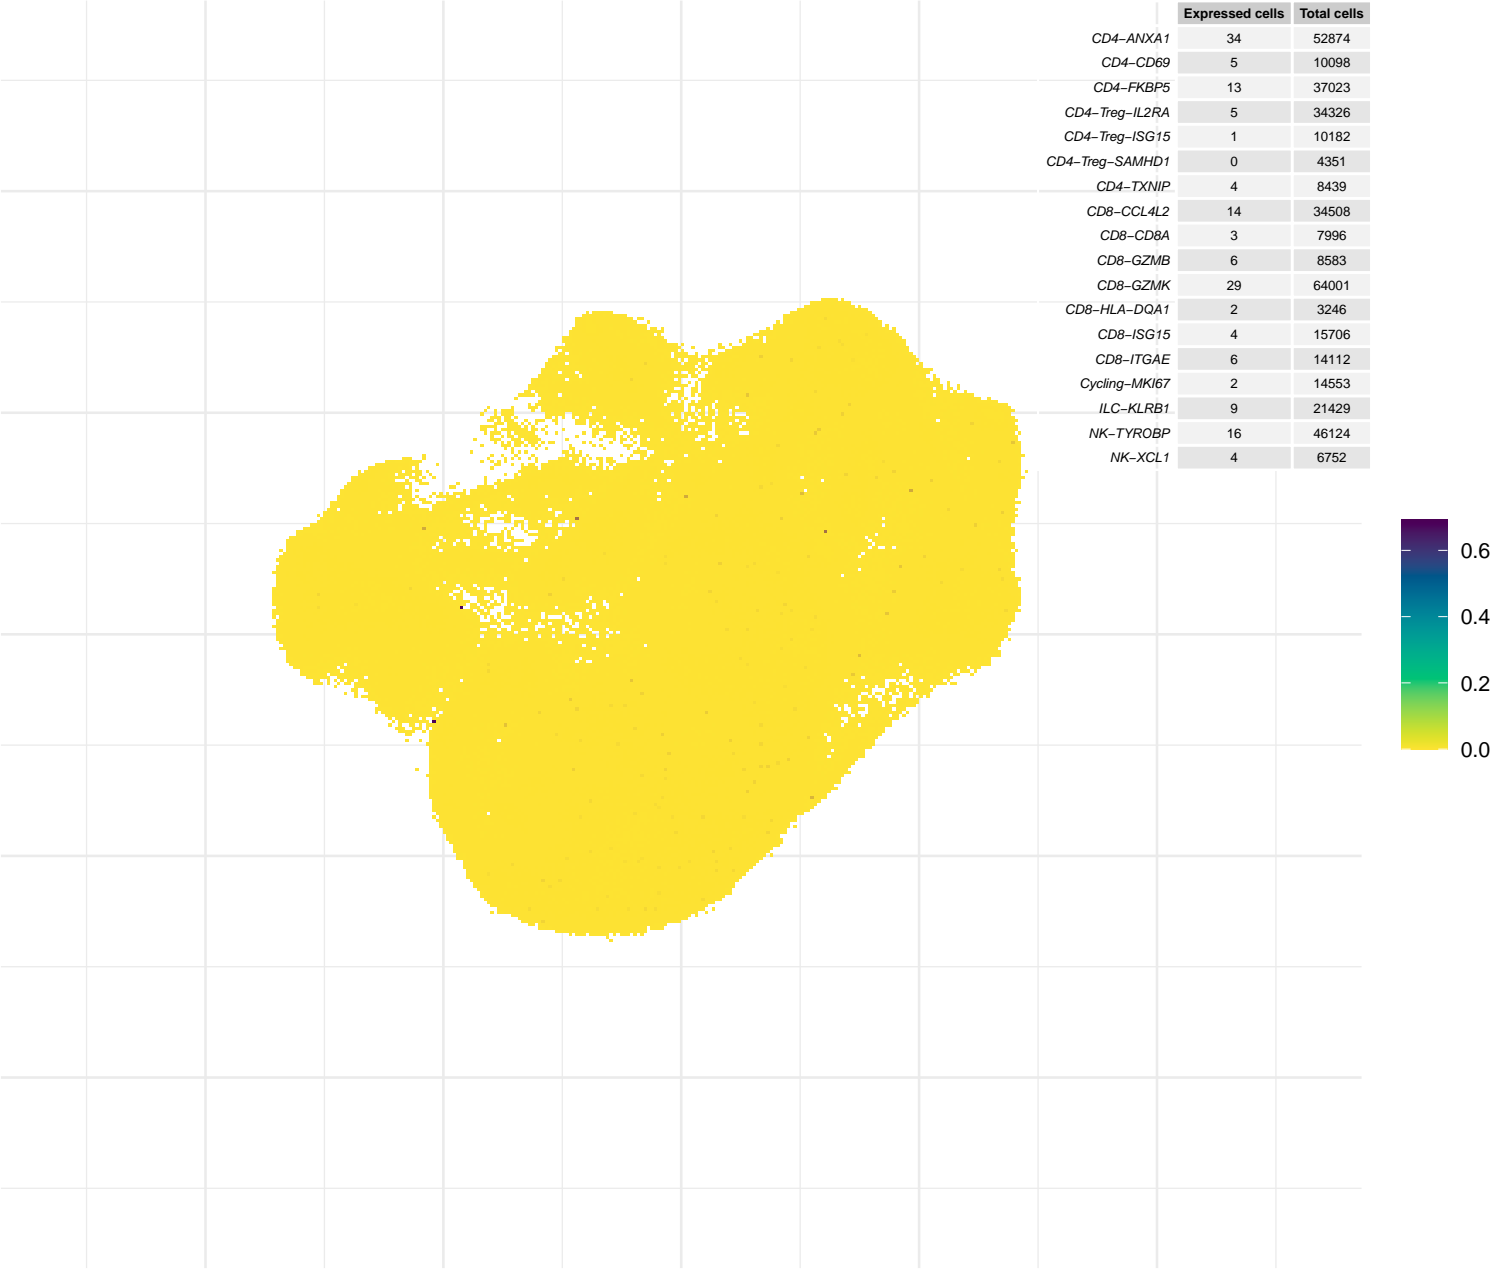 Expressed cells Total cells
CD4−ANXA1 34 52874
CD4−CD69 5 10098
CD4−FKBP5 13 37023
CD4−Treg−IL2RA 5 34326
CD4−Treg−ISG15 1 10182
CD4−Treg−SAMHD1 0 4351
CD4−TXNIP 4 8439
CD8−CCL4L2 14 34508
CD8−CD8A 3 7996
CD8−GZMB 6 8583
CD8−GZMK 29 64001
CD8−HLA−DQA1 2 3246
CD8−ISG15 4 15706
CD8−ITGAE 6 14112
Cycling−MKI67 2 14553
ILC−KLRB1 9 21429
NK−TYROBP 16 46124
NK−XCL1 4 6752
0.6
0.4
0.2
0.0